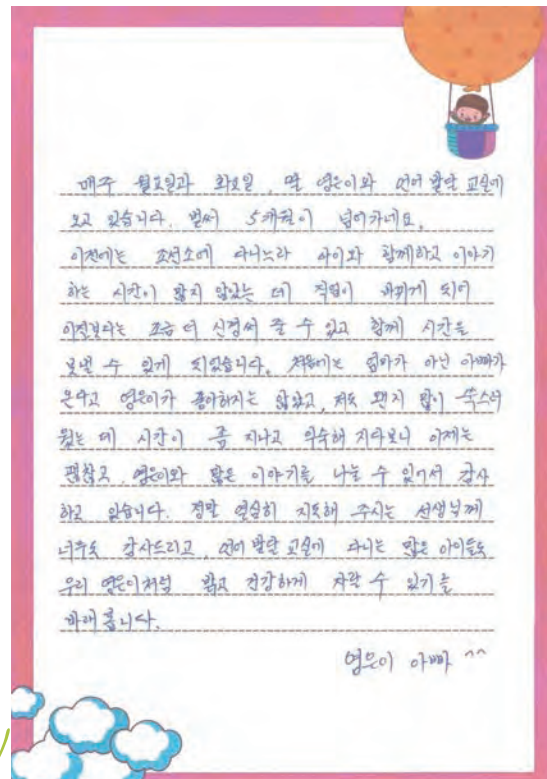 매주 월요일과 화요일, 딸 영은이와 언어 발달 교실에
오고 있습니다. 벌써 5개월이 넘어가네요.
이전에는 조선소에 다니느라 아이와 함께하고 이야기
하는 시간이 많지 않았는 데 직업이 바뀌게 되어
이전보다는 조금 더 신경써 줄 수 있고 함께 시간을
보낼 수 있게 되었습니다. 처음에는 엄마가 아닌 아빠가
온다고 영은이가 좋아하지는 않았고, 저도 왠지 많이 쑥스러
웠는 데 시간이 좀 지나고 익숙해 지다보니 이제는
괜찮고 영은이와 많은 이야기를 나눌 수 있어서 감사
하고 있습니다. 정말 열심히 지도해 주시는 선생님께
너무도 감사드리고, 언어 발달 교실에 다니는 많은 아이들도
우리 영은이처럼 밝고 건강하게 자랄 수 있기를
바래 봅니다.
영은이 아빠 ^^